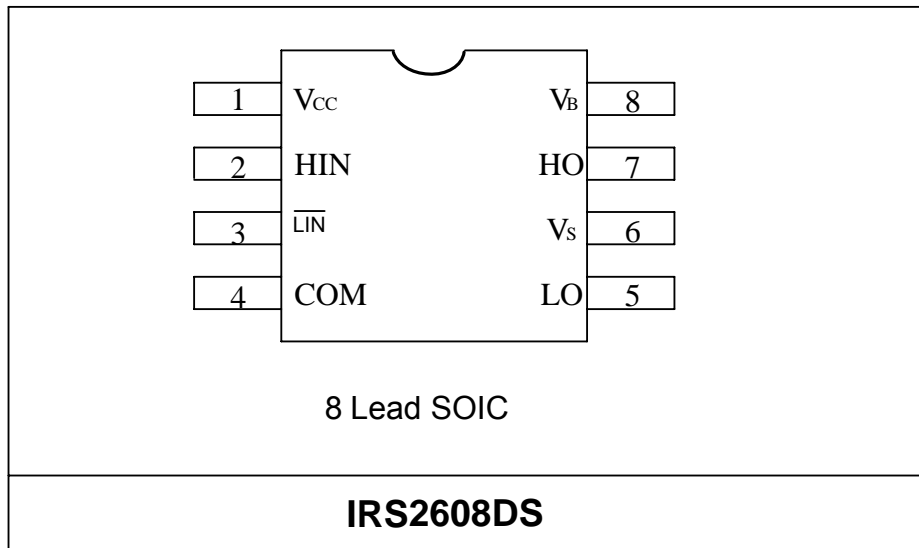 1 VCC VB 8
2 HIN HO 7
3 L̅I̅N̅ VS 6
4 COM LO 5
8 Lead SOIC
IRS2608DS